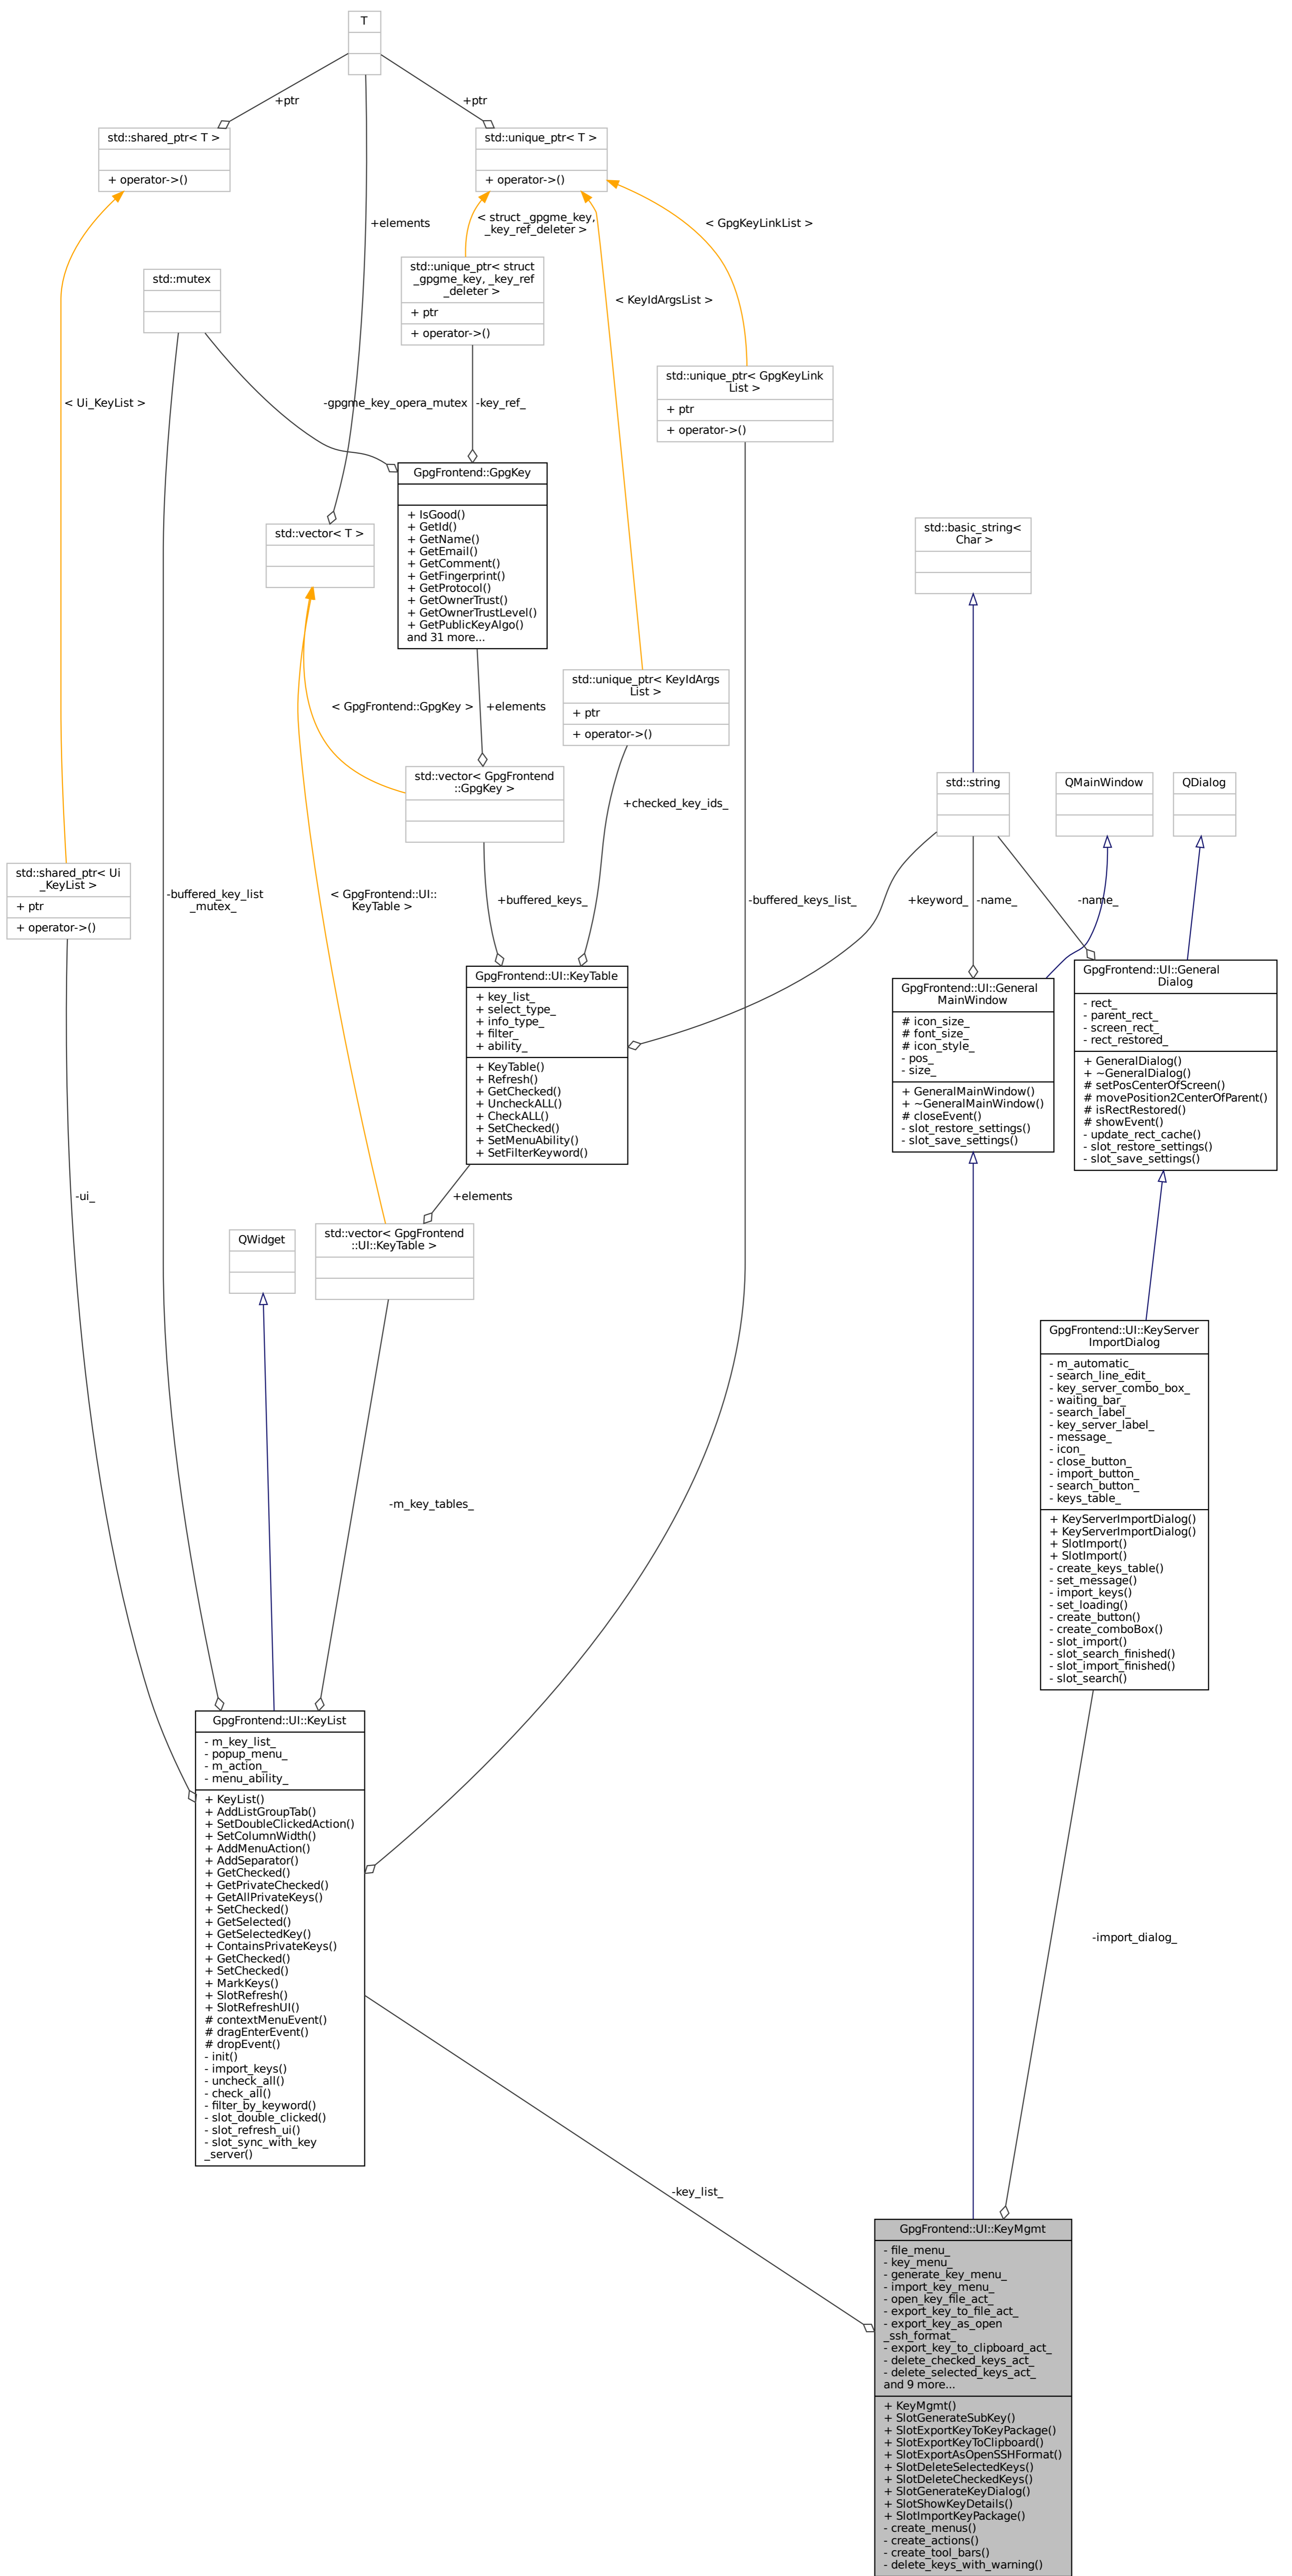 T
+ptr
+ptr
std::shared_ptr< T >
+ operator->()
std::unique_ptr< T >
+ operator->()
+elements
< struct _gpgme_key,
_key_ref_deleter >
< GpgKeyLinkList >
std::mutex
std::unique_ptr< struct
_gpgme_key, _key_ref
_deleter >
+ ptr
+ operator->()
< KeyIdArgsList >
std::unique_ptr< GpgKeyLink
List >
+ ptr
+ operator->()
< Ui_KeyList >
-gpgme_key_opera_mutex
-key_ref_
GpgFrontend::GpgKey
+ IsGood()
+ GetId()
+ GetName()
+ GetEmail()
+ GetComment()
+ GetFingerprint()
+ GetProtocol()
+ GetOwnerTrust()
+ GetOwnerTrustLevel()
+ GetPublicKeyAlgo()
and 31 more...
std::vector< T >
std::basic_string<
Char >
std::unique_ptr< KeyIdArgs
List >
+ ptr
+ operator->()
< GpgFrontend::GpgKey >
+elements
std::vector< GpgFrontend
::GpgKey >
+checked_key_ids_
std::string
QMainWindow
QDialog
std::shared_ptr< Ui
_KeyList >
+ ptr
+ operator->()
-buffered_key_list
_mutex_
< GpgFrontend::UI::
KeyTable >
+buffered_keys_
-buffered_keys_list_
+keyword_
-name_
-name_
GpgFrontend::UI::KeyTable
+ key_list_
+ select_type_
+ info_type_
+ filter_
+ ability_
+ KeyTable()
+ Refresh()
+ GetChecked()
+ UncheckALL()
+ CheckALL()
+ SetChecked()
+ SetMenuAbility()
+ SetFilterKeyword()
GpgFrontend::UI::General
MainWindow
# icon_size_
# font_size_
# icon_style_
- pos_
- size_
+ GeneralMainWindow()
+ ~GeneralMainWindow()
# closeEvent()
- slot_restore_settings()
- slot_save_settings()
GpgFrontend::UI::General
Dialog
- rect_
- parent_rect_
- screen_rect_
- rect_restored_
+ GeneralDialog()
+ ~GeneralDialog()
# setPosCenterOfScreen()
# movePosition2CenterOfParent()
# isRectRestored()
# showEvent()
- update_rect_cache()
- slot_restore_settings()
- slot_save_settings()
-ui_
+elements
QWidget
std::vector< GpgFrontend
::UI::KeyTable >
GpgFrontend::UI::KeyServer
ImportDialog
- m_automatic_
- search_line_edit_
- key_server_combo_box_
- waiting_bar_
- search_label_
- key_server_label_
- message_
- icon_
- close_button_
- import_button_
- search_button_
- keys_table_
+ KeyServerImportDialog()
+ KeyServerImportDialog()
+ SlotImport()
+ SlotImport()
- create_keys_table()
- set_message()
- import_keys()
- set_loading()
- create_button()
- create_comboBox()
- slot_import()
- slot_search_finished()
- slot_import_finished()
- slot_search()
-m_key_tables_
GpgFrontend::UI::KeyList
- m_key_list_
- popup_menu_
- m_action_
- menu_ability_
+ KeyList()
+ AddListGroupTab()
+ SetDoubleClickedAction()
+ SetColumnWidth()
+ AddMenuAction()
+ AddSeparator()
+ GetChecked()
+ GetPrivateChecked()
+ GetAllPrivateKeys()
+ SetChecked()
+ GetSelected()
+ GetSelectedKey()
+ ContainsPrivateKeys()
+ GetChecked()
+ SetChecked()
+ MarkKeys()
+ SlotRefresh()
+ SlotRefreshUI()
# contextMenuEvent()
# dragEnterEvent()
# dropEvent()
- init()
- import_keys()
- uncheck_all()
- check_all()
- filter_by_keyword()
- slot_double_clicked()
- slot_refresh_ui()
- slot_sync_with_key
_server()
-import_dialog_
-key_list_
GpgFrontend::UI::KeyMgmt
- file_menu_
- key_menu_
- generate_key_menu_
- import_key_menu_
- open_key_file_act_
- export_key_to_file_act_
- export_key_as_open
_ssh_format_
- export_key_to_clipboard_act_
- delete_checked_keys_act_
- delete_selected_keys_act_
and 9 more...
+ KeyMgmt()
+ SlotGenerateSubKey()
+ SlotExportKeyToKeyPackage()
+ SlotExportKeyToClipboard()
+ SlotExportAsOpenSSHFormat()
+ SlotDeleteSelectedKeys()
+ SlotDeleteCheckedKeys()
+ SlotGenerateKeyDialog()
+ SlotShowKeyDetails()
+ SlotImportKeyPackage()
- create_menus()
- create_actions()
- create_tool_bars()
- delete_keys_with_warning()